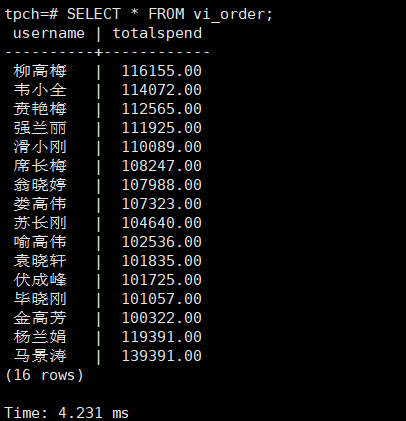 tpch=# SELECT * FROM vi_order;
 username | totalspend
----------+------------
 柳高梅   |  116155.00
 韦小全   |  114072.00
 贲艳梅   |  112565.00
 强兰丽   |  111925.00
 滑小刚   |  110089.00
 席长梅   |  108247.00
 翁晓婷   |  107988.00
 娄高伟   |  107323.00
 苏长刚   |  104640.00
 喻高伟   |  102536.00
 袁晓轩   |  101835.00
 伏成峰   |  101725.00
 毕晓刚   |  101057.00
 金高芳   |  100322.00
 杨兰娟   |  119391.00
 马景涛   |  139391.00
(16 rows)
Time: 4.231 ms